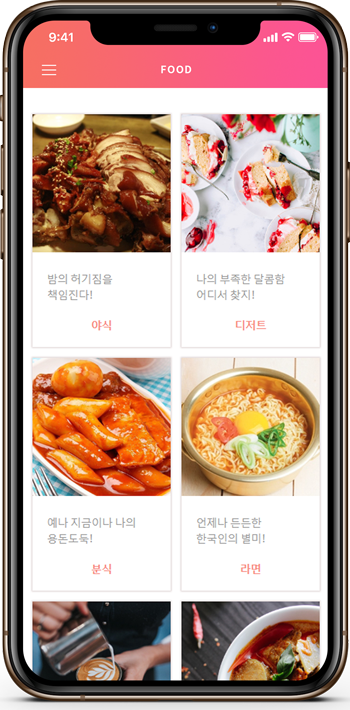 9:41
FOOD
밤의 허기짐을
책임진다!
야식
나의 부족한 달콤함
어디서 찾지!
디저트
예나 지금이나 나의
용돈도둑!
분식
언제나 든든한
한국인의 별미!
라면